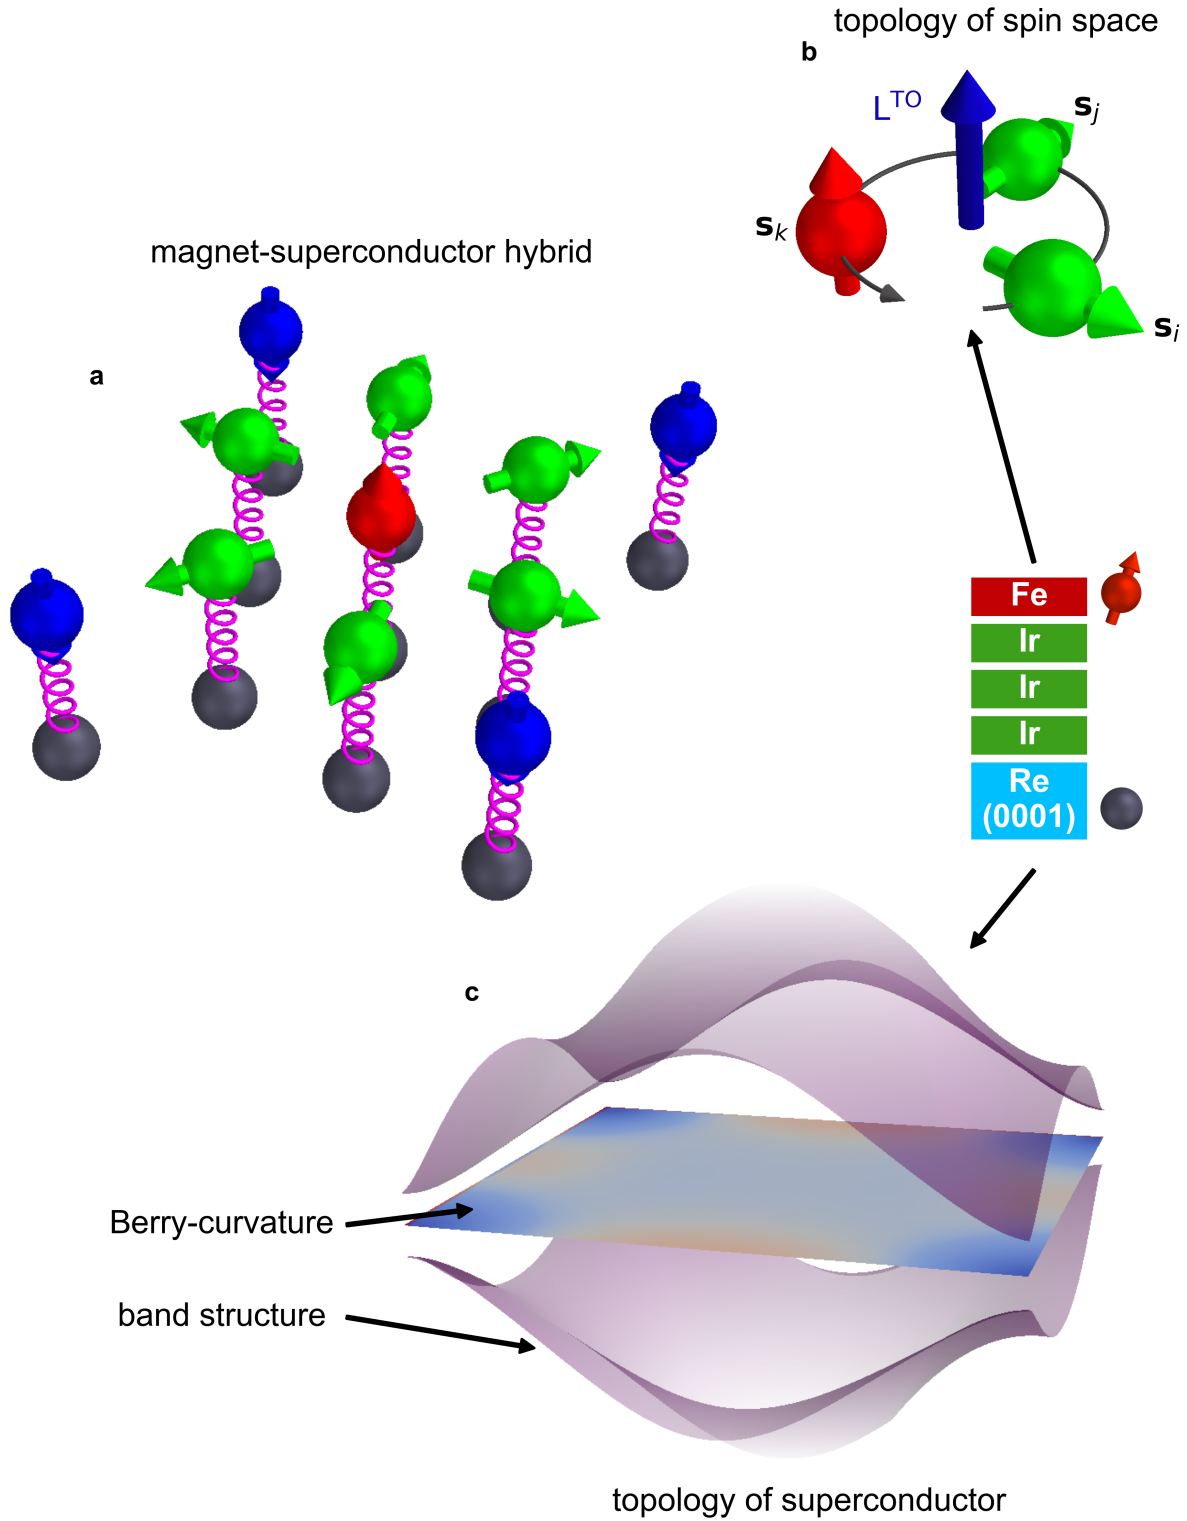 topology of spin space
b
L^TO
s_j
s_k
s_i
magnet-superconductor hybrid
a
Fe
Ir
Ir
Ir
Re
(0001)
c
Berry-curvature
band structure
topology of superconductor